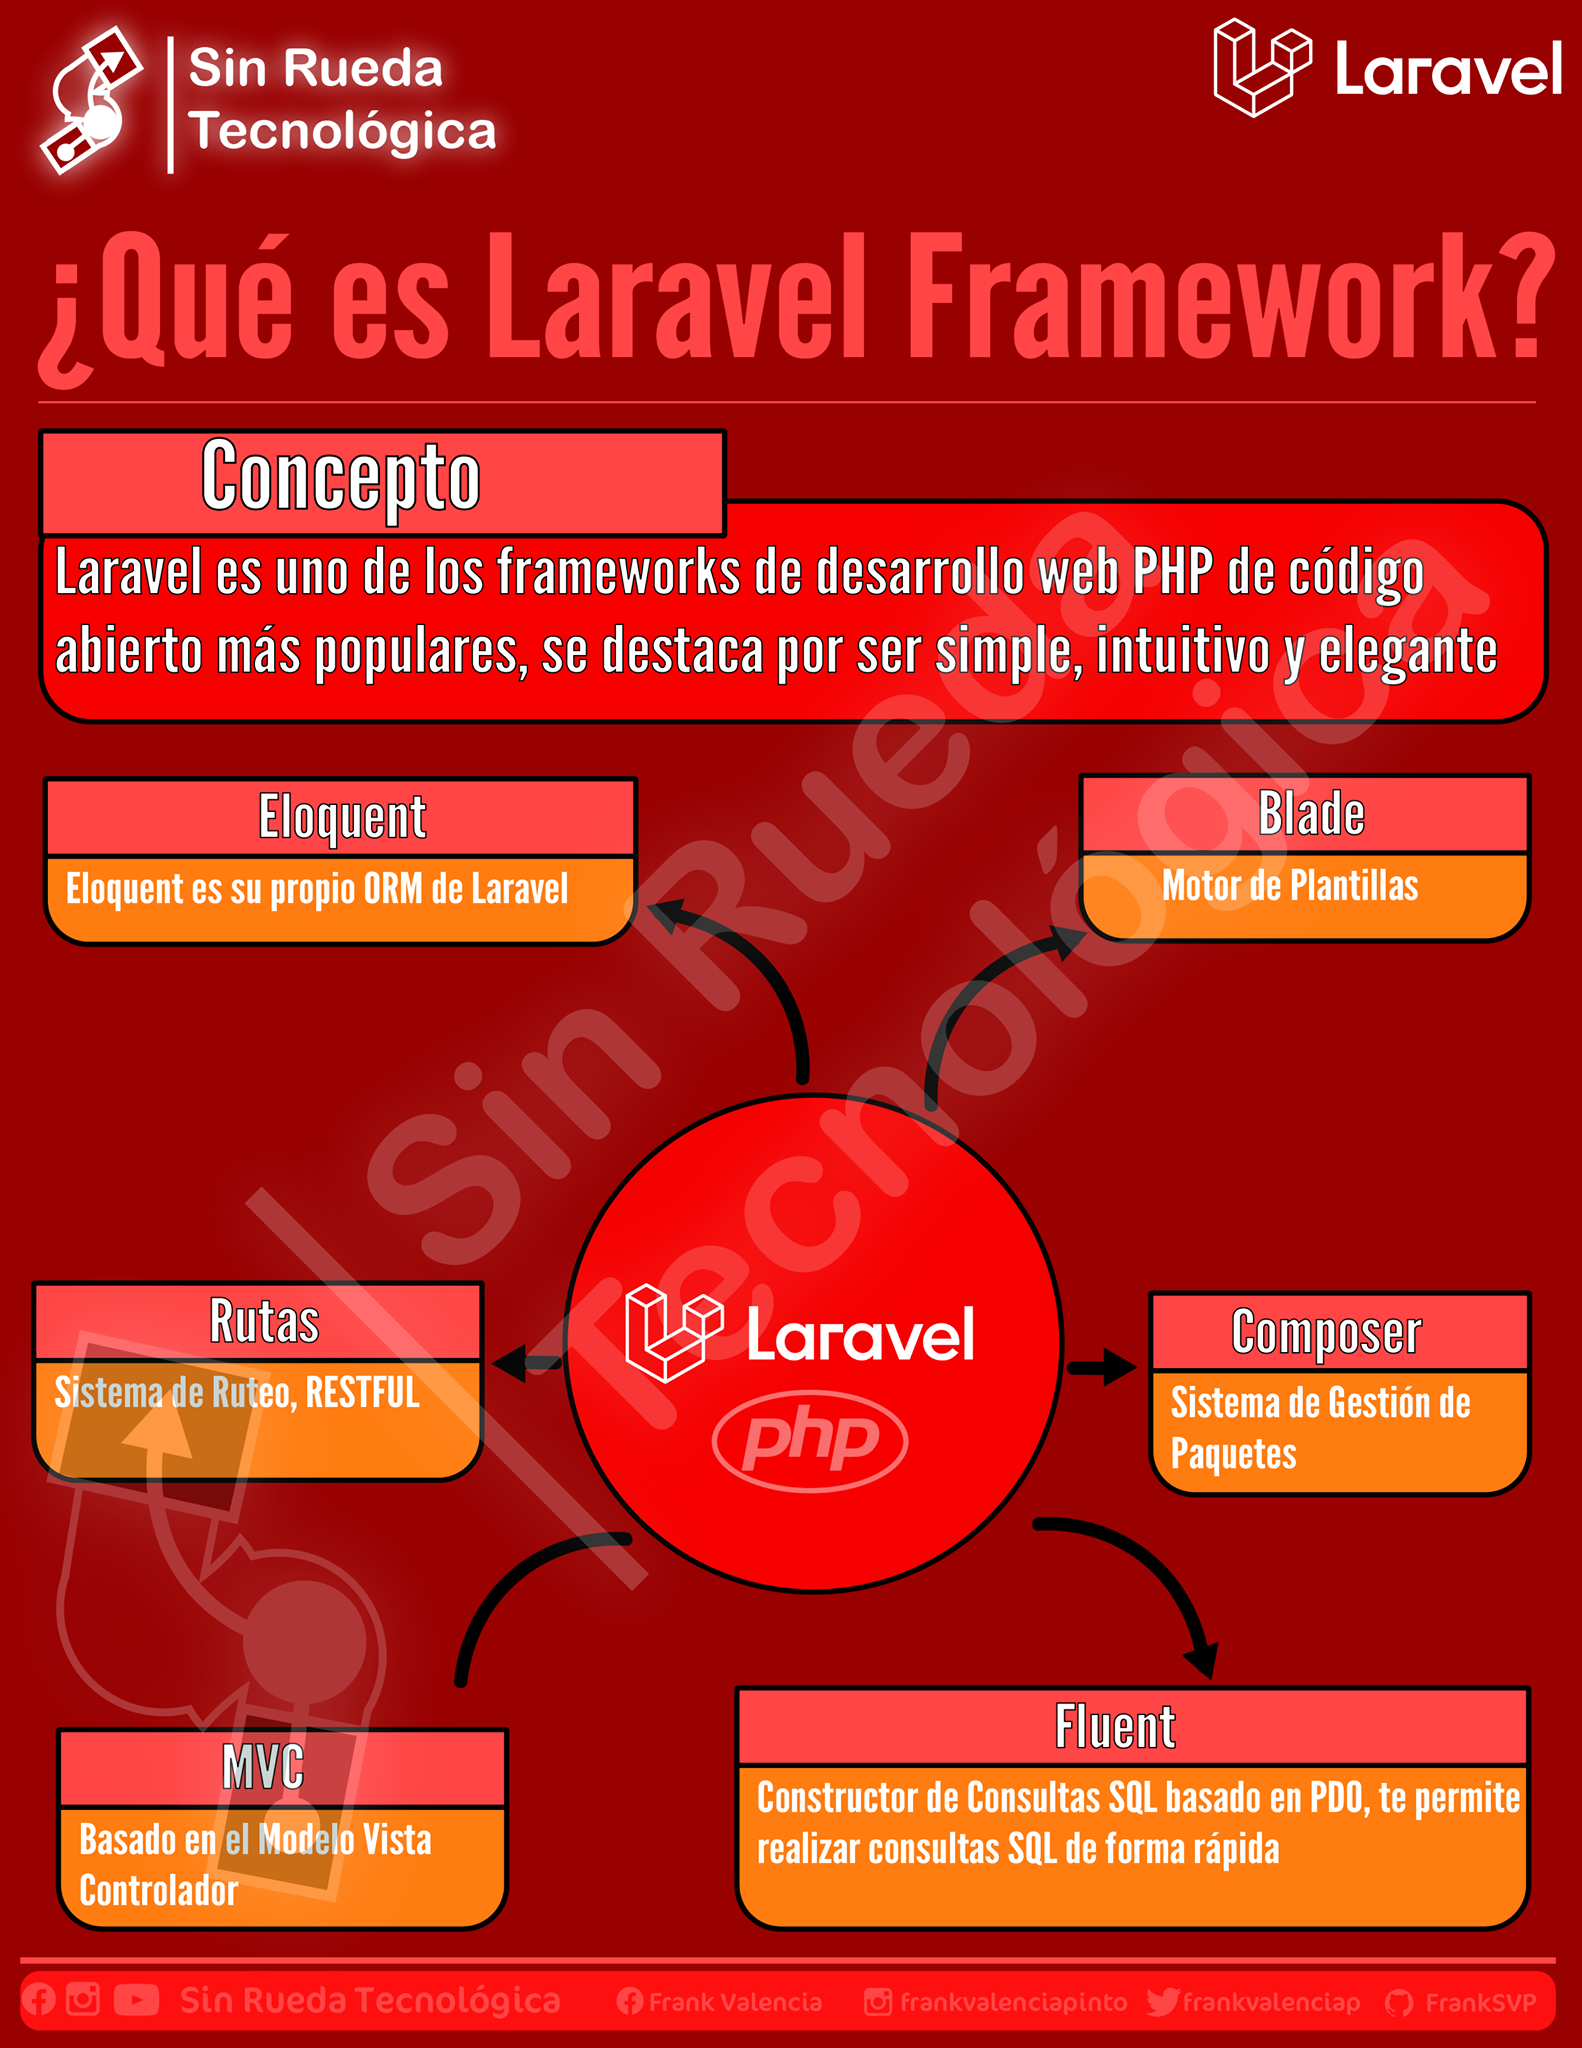 Sin Rueda
Tecnológica
Laravel
¿Qué es Laravel Framework?
Concepto
Laravel es uno de los frameworks de desarrollo web PHP de código
abierto más populares, se destaca por ser simple, intuitivo y elegante
Eloquent
Eloquent es su propio ORM de Laravel
Blade
Motor de Plantillas
Sin Rueda
Tecnológica
Rutas
Sistema de Ruteo, RESTFUL
Laravel
php
Composer
Sistema de Gestión de
Paquetes
MVC
Basado en el Modelo Vista
Controlador
Fluent
Constructor de Consultas SQL basado en PDO, te permite
realizar consultas SQL de forma rápida
Sin Rueda Tecnológica Frank Valencia frankvalenciapinto frankvalenciap FrankSVP